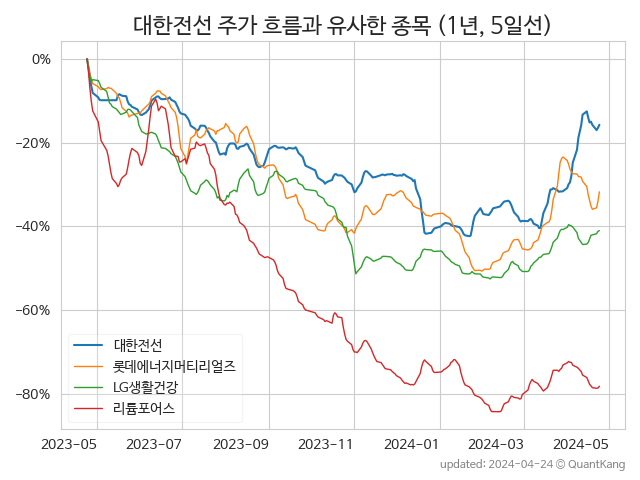 대한전선 주가 흐름과 유사한 종목 (1년, 5일선)
0%
−20%
−40%
−60%
−80%
대한전선
롯데에너지머티리얼즈
LG생활건강
리튬포어스
2023-05 2023-07 2023-09 2023-11 2024-01 2024-03 2024-05
updated: 2024-04-24 © QuantKang